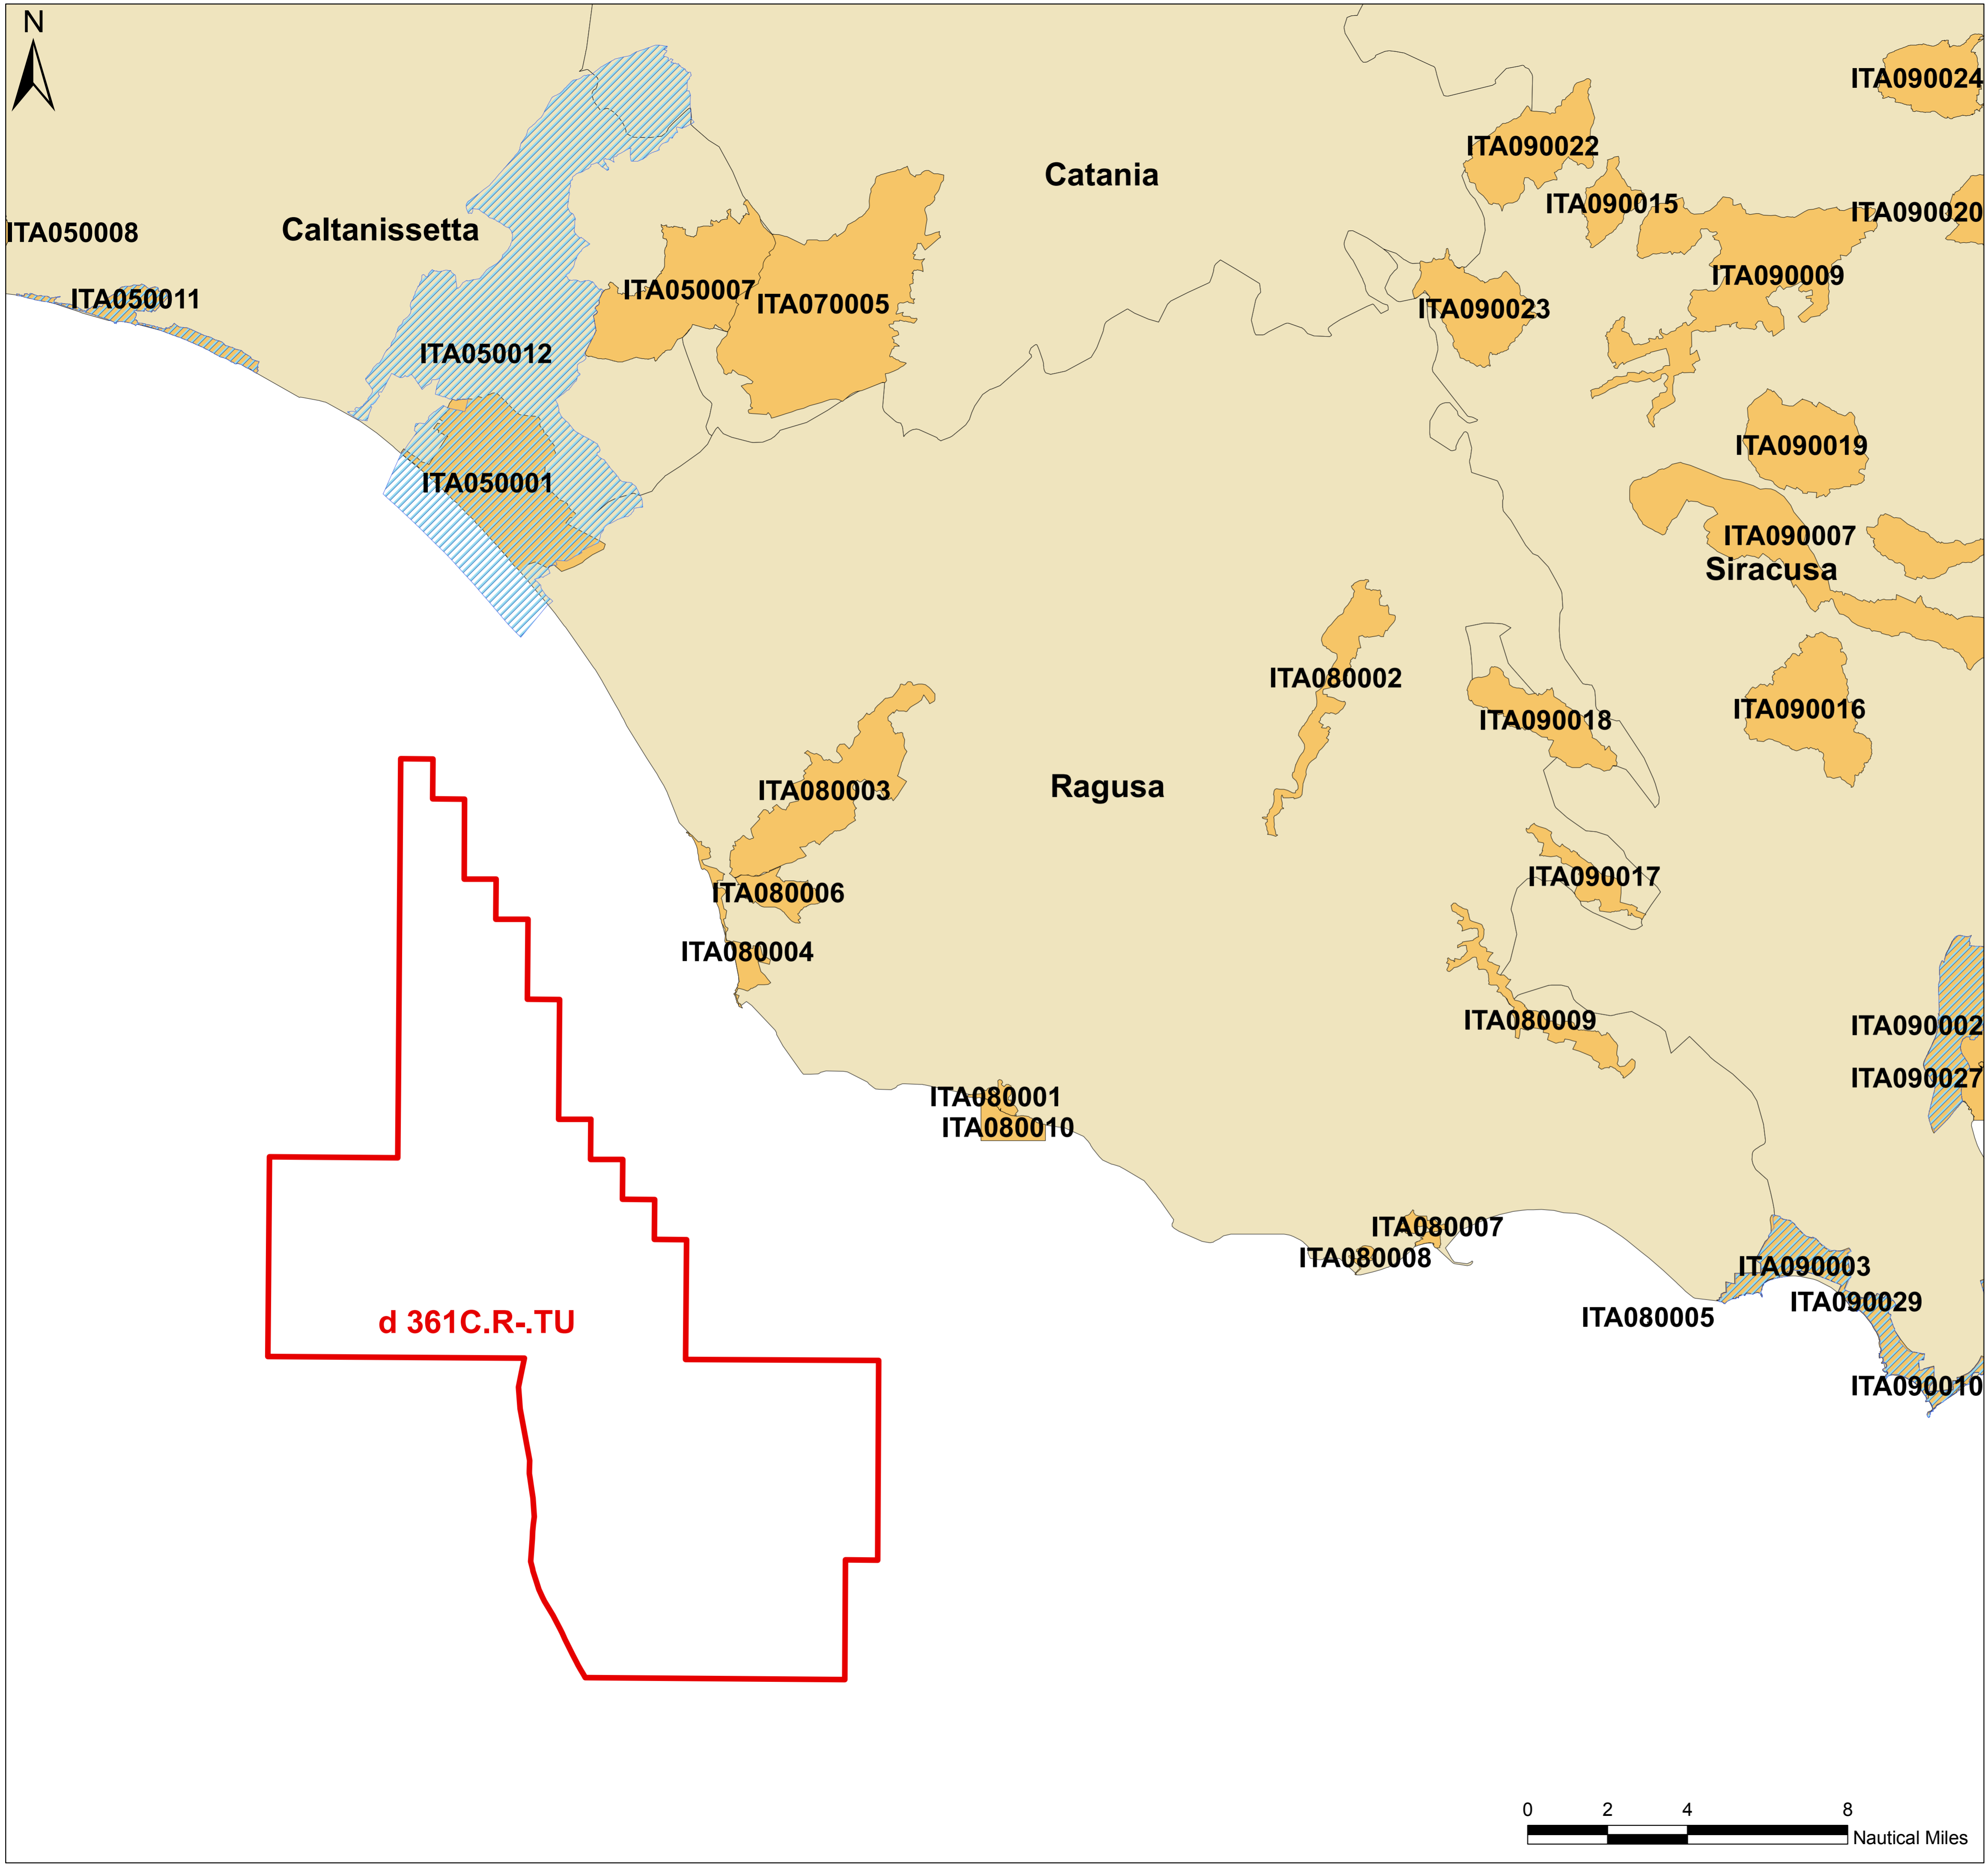 N
ITA090024
ITA090022
Catania
ITA090015
ITA090020
Caltanissetta
ITA050008
ITA090009
ITA050007
ITA050011
ITA070005
ITA090023
ITA050012
ITA090019
ITA050001
ITA090007
Siracusa
ITA080002
ITA090016
ITA090018
Ragusa
ITA080003
ITA090017
ITA080006
ITA080004
ITA080009
ITA090002
ITA090027
ITA080001
ITA080010
ITA080007
ITA080008
ITA090003
ITA090029
ITA080005
d 361C.R-.TU
ITA090010
0 2 4 8
Nautical Miles